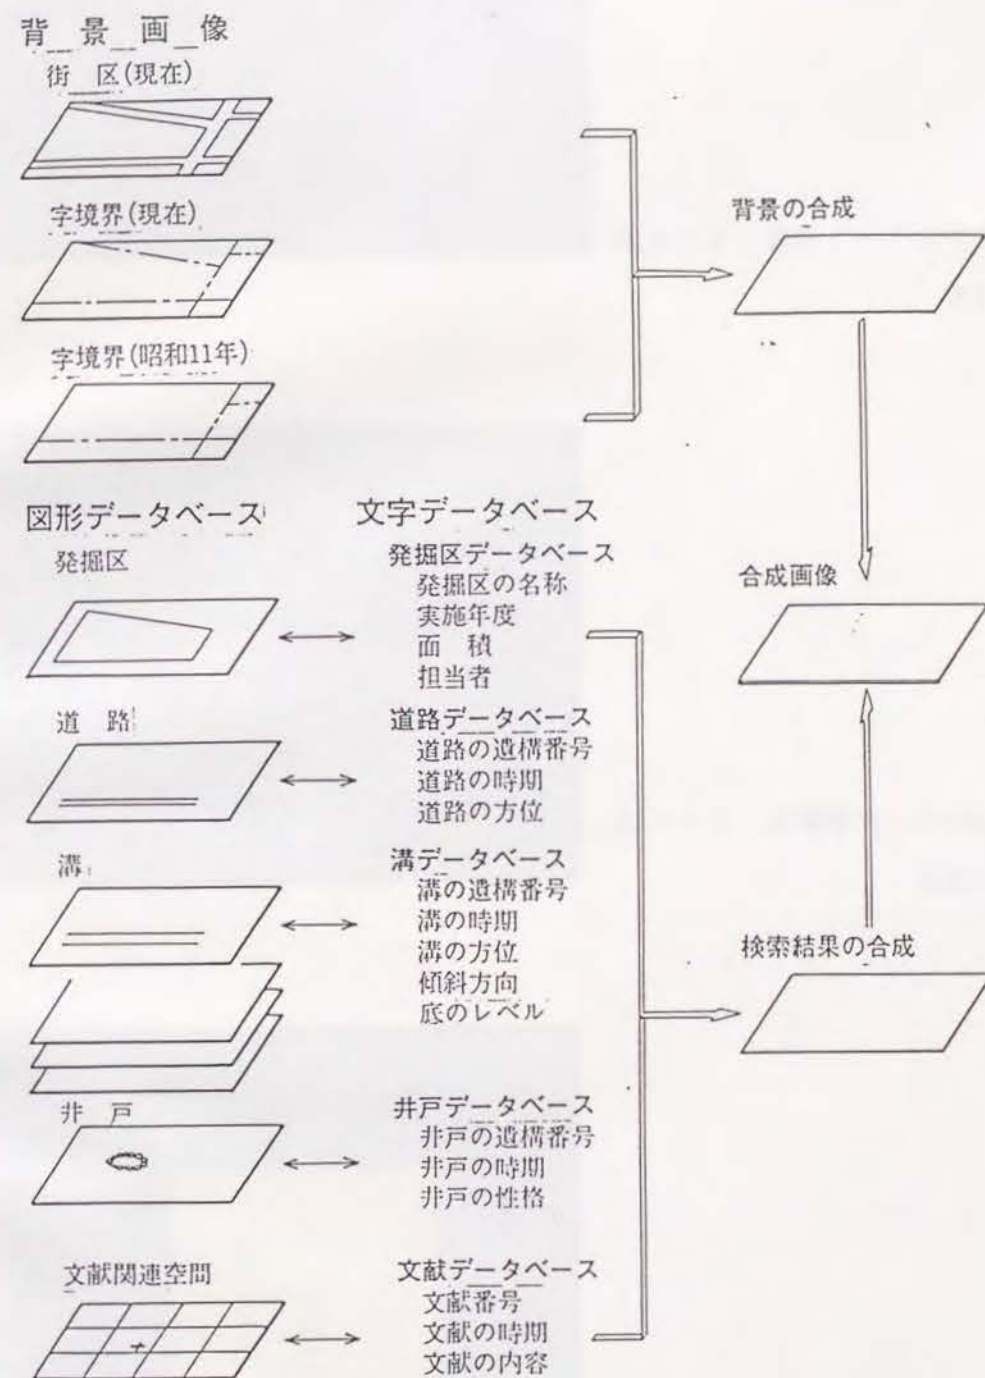 背景画像
街区(現在)
字境界(現在)
字境界(昭和11年)
背景の合成
図形データベース
文字データベース
発掘区
発掘区データベース
発掘区の名称
実施年度
面積
担当者
合成画像
道路
道路データベース
道路の遺構番号
道路の時期
道路の方位
溝
溝データベース
溝の遺構番号
溝の時期
溝の方位
傾斜方向
底のレベル
検索結果の合成
井戸
井戸データベース
井戸の遺構番号
井戸の時期
井戸の性格
文献関連空間
文献データベース
文献番号
文献の時期
文献の内容